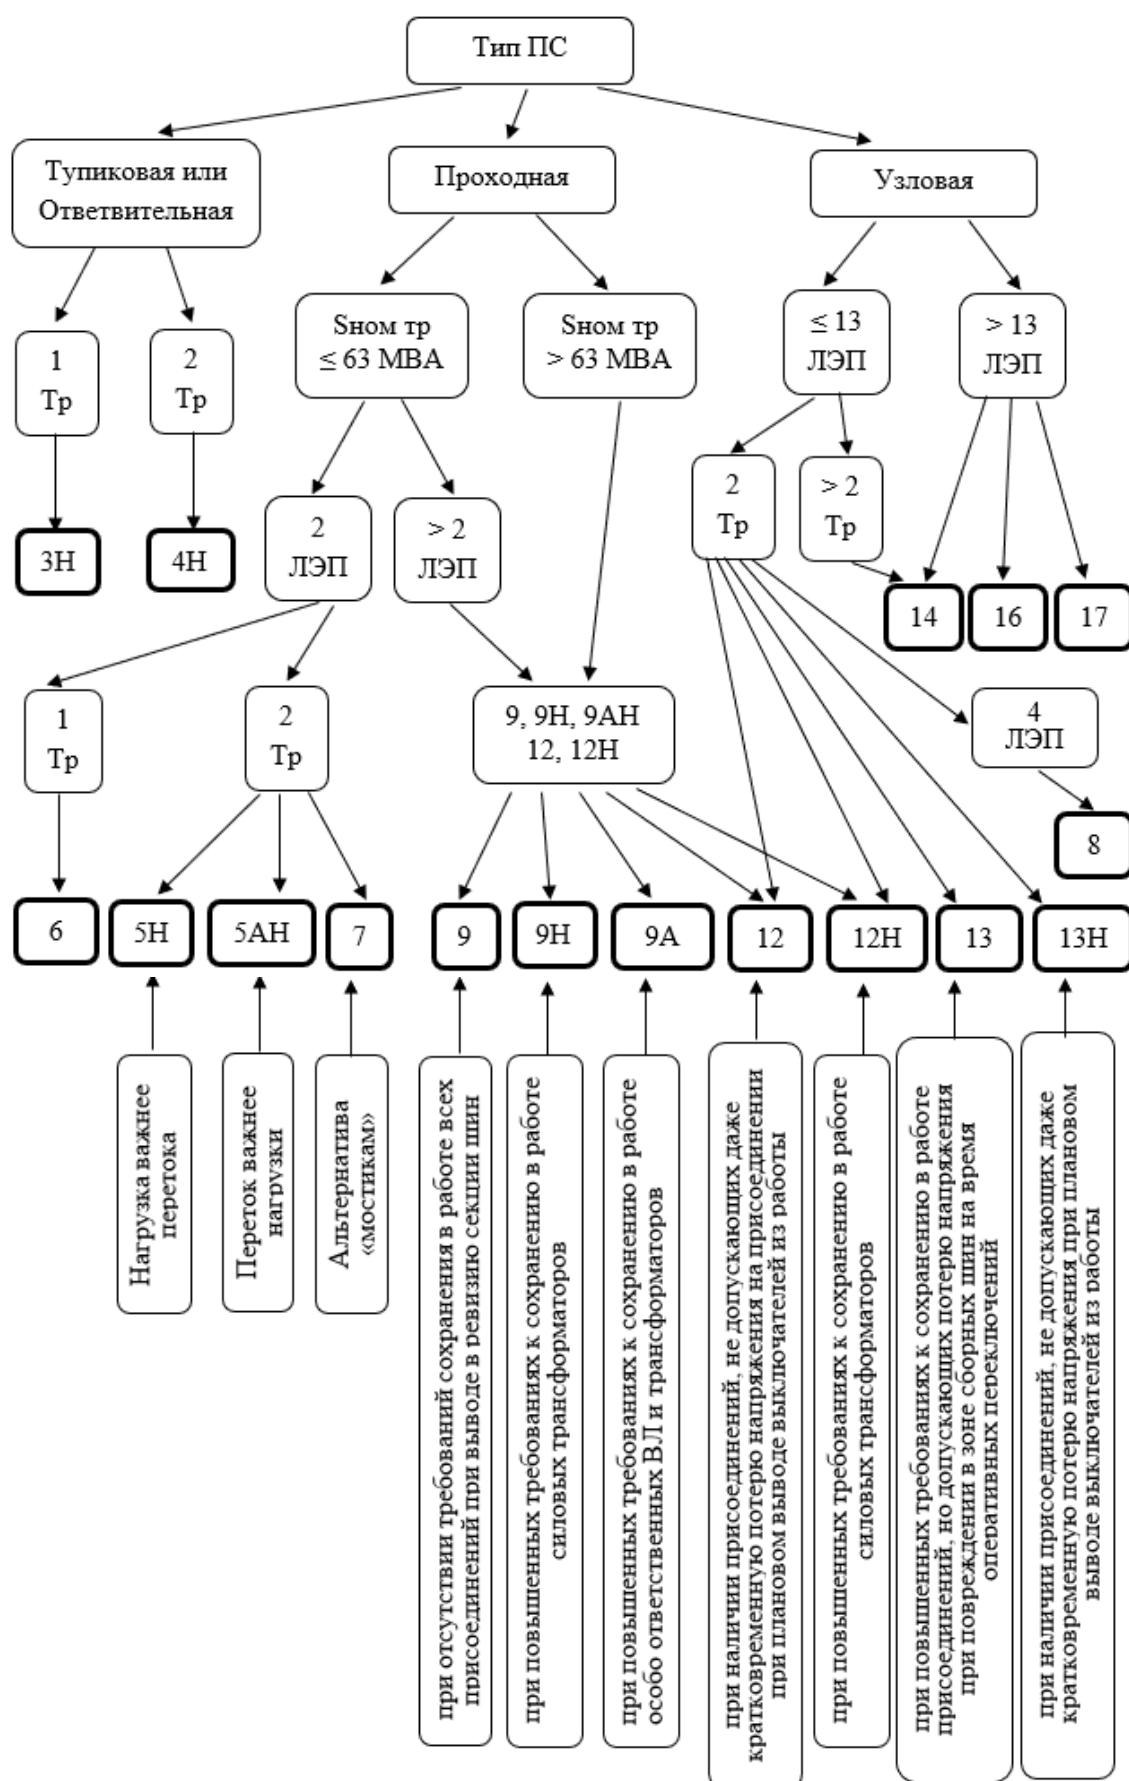 Тип ПС
Тупиковая или
Ответвительная
Проходная
Узловая
1
Тр
2
Тр
Sном тр
≤ 63 МВА
Sном тр
> 63 МВА
≤ 13
ЛЭП
> 13
ЛЭП
3Н
4Н
2
ЛЭП
> 2
ЛЭП
2
Тр
> 2
Тр
14
16
17
1
Тр
2
Тр
9, 9Н, 9АН
12, 12Н
4
ЛЭП
8
6
5Н
5АН
7
9
9Н
9А
12
12Н
13
13Н
Нагрузка важнее
перетока
Переток важнее
нагрузки
Альтернатива
«мостикам»
при отсутствии требований сохранения в работе всех
присоединений при выводе в ревизию секции шин
при повышенных требованиях к сохранению в работе
силовых трансформаторов
при повышенных требованиях к сохранению в работе
особо ответственных ВЛ и трансформаторов
при наличии присоединений, не допускающих даже
кратковременную потерю напряжения на присоединении
при плановом выводе выключателей из работы
при повышенных требованиях к сохранению в работе
силовых трансформаторов
при повышенных требованиях к сохранению в работе
присоединений, но допускающих потерю напряжения
при повреждении в зоне сборных шин на время
оперативных переключений
при наличии присоединений, не допускающих даже
кратковременную потерю напряжения при плановом
выводе выключателей из работы